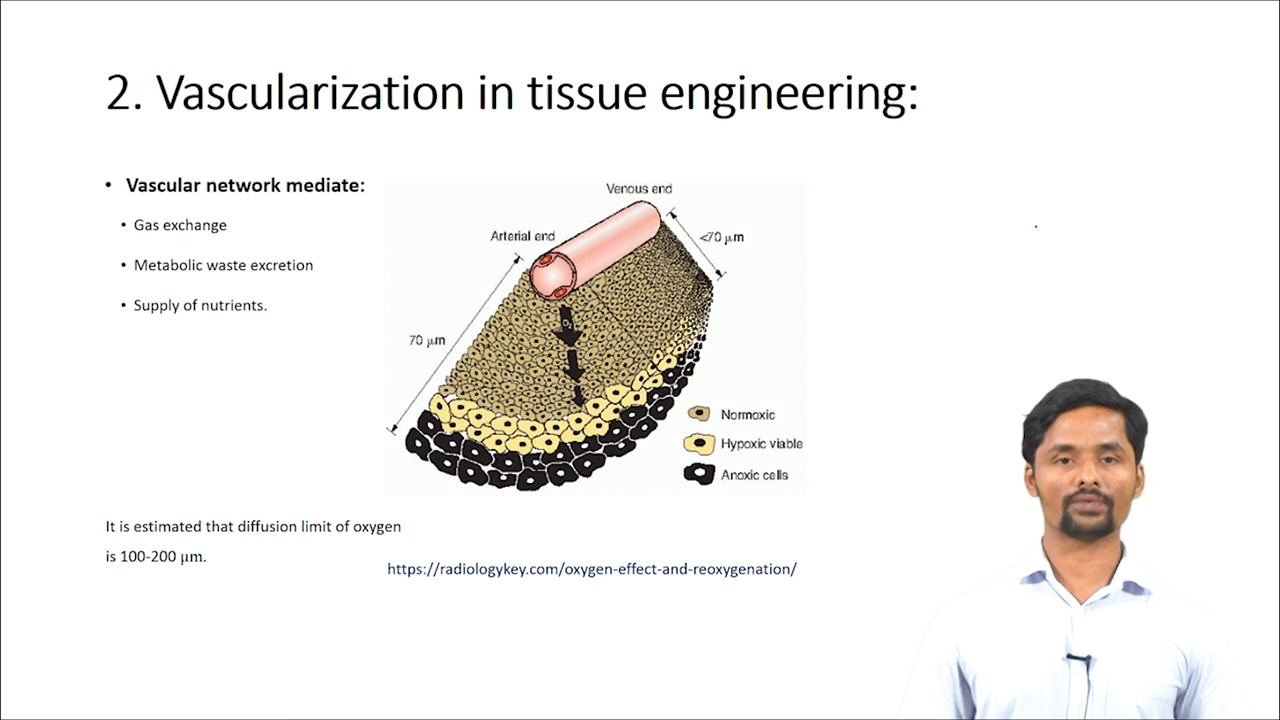 2. Vascularization in tissue engineering:
• Vascular network mediate:
• Gas exchange
• Metabolic waste excretion
• Supply of nutrients.
Venous end
Arterial end
<70 μm
70 μm
O₂
Normoxic
Hypoxic viable
Anoxic cells
It is estimated that diffusion limit of oxygen
is 100-200 μm.
https://radiologykey.com/oxygen-effect-and-reoxygenation/